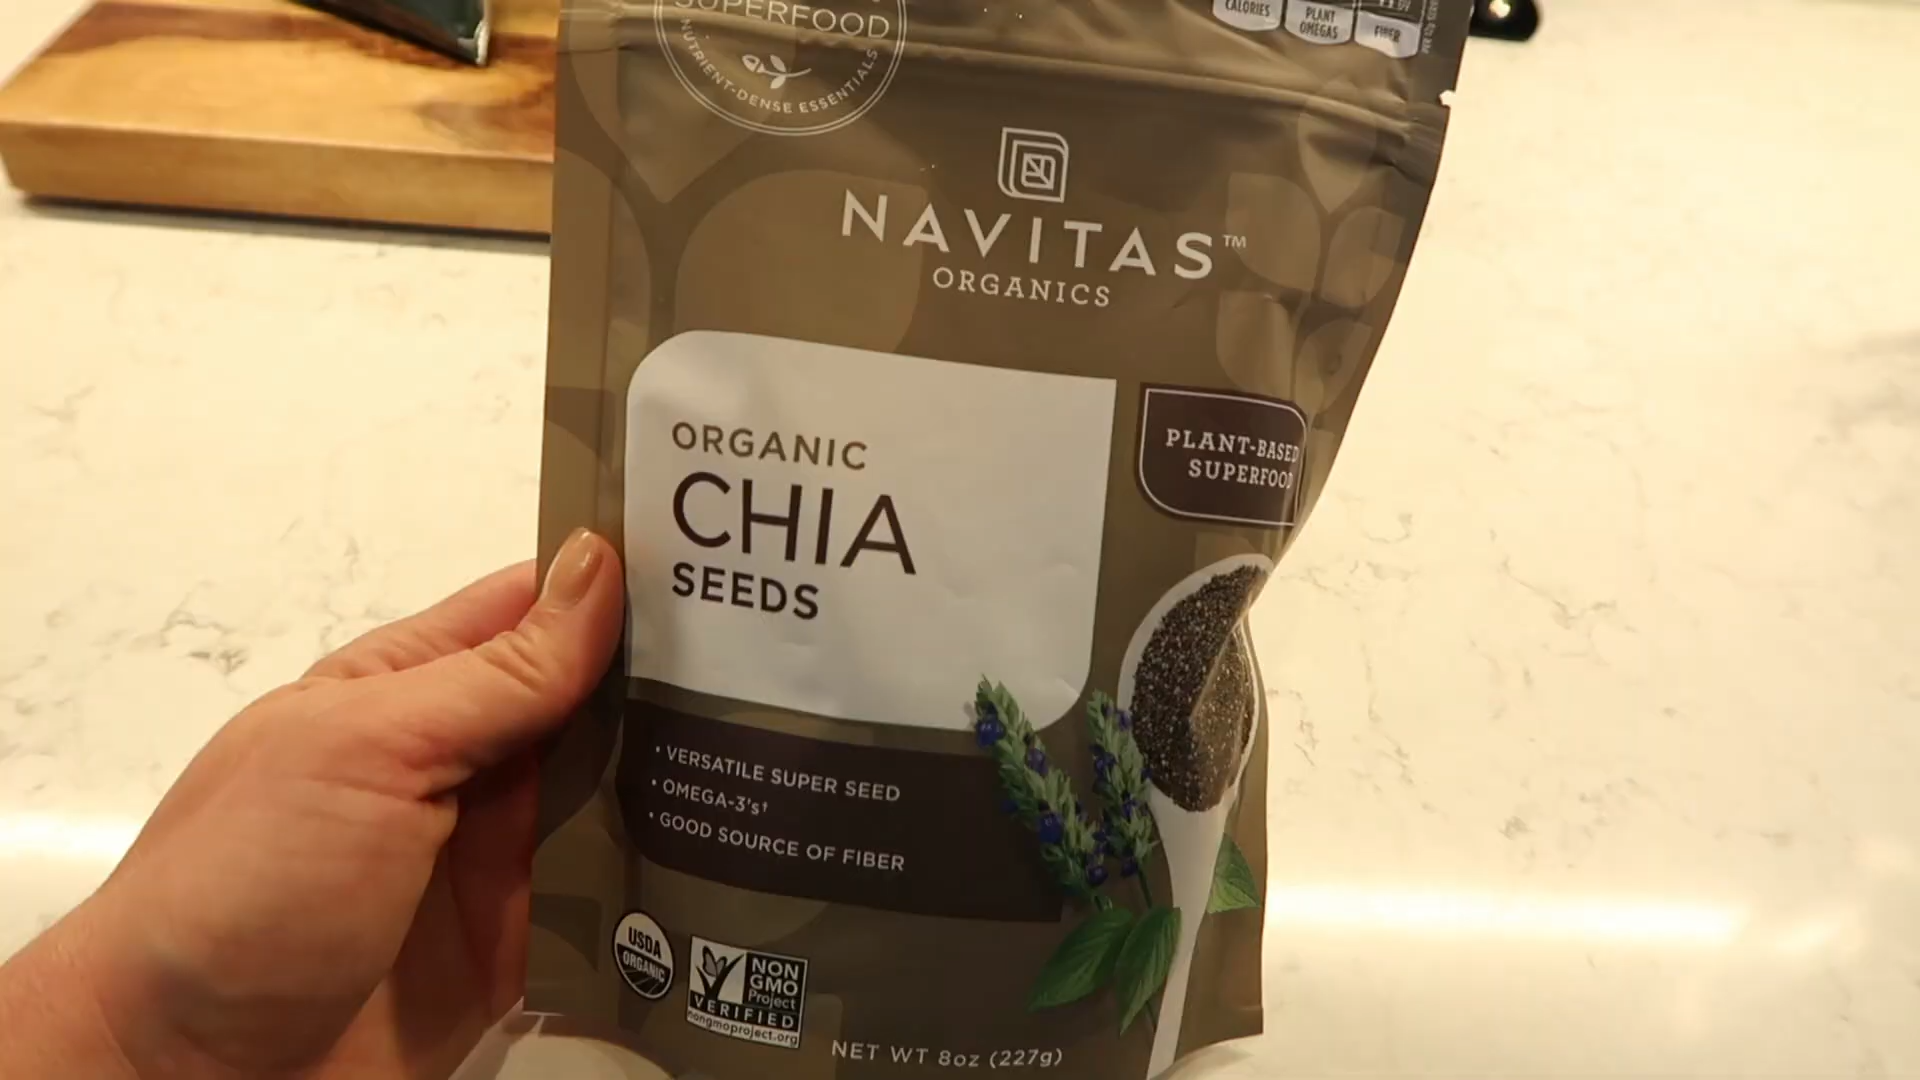 SUPERFOOD
NUTRIENT-DENSE ESSENTIALS
CALORIES
PLANT
OMEGAS
FIBER
NAVITAS™
ORGANICS
ORGANIC
CHIA
SEEDS
PLANT-BASED
SUPERFOOD
• VERSATILE SUPER SEED
• OMEGA-3's†
• GOOD SOURCE OF FIBER
USDA
ORGANIC
NON
GMO
Project
VERIFIED
nongmoproject.org
NET WT 8oz (227g)